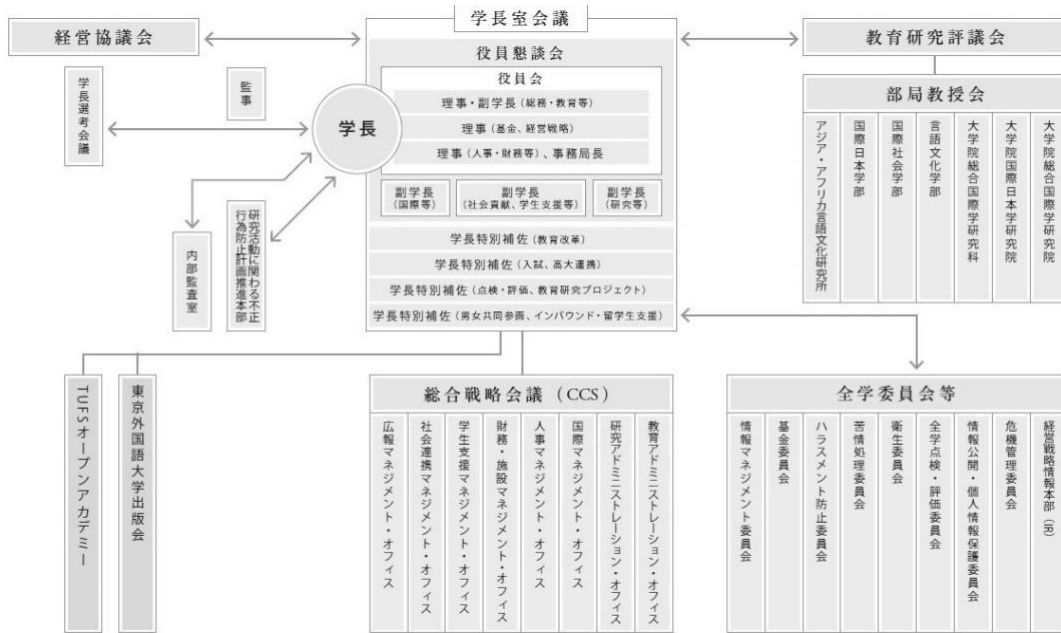 学長室会議
経営協議会
教育研究評議会
役員懇談会
役員会
理事・副学長（総務・教育等）
理事（基金、経営戦略）
理事（人事・財務等）、事務局長
学長
副学長
（国際等）
副学長
（社会貢献、学生支援等）
副学長
（研究等）
学長特別補佐（教育改革）
学長特別補佐（入試、高大連携）
学長特別補佐（点検・評価、教育研究プロジェクト）
学長特別補佐（男女共同参画、インバウンド・留学生支援）
学長選考会議
監事
内部監査室
研究活動に関わる不正
行為防止計画推進本部
部局教授会
アジア・アフリカ言語文化研究所
国際日本学部
国際社会学部
言語文化学部
大学院総合国際学研究科
大学院国際日本学研究院
大学院総合国際学研究院
TUFSオープンアカデミー
東京外国語大学出版会
総合戦略会議（CCS）
広報マネジメント・オフィス
社会連携マネジメント・オフィス
学生支援マネジメント・オフィス
財務・施設マネジメント・オフィス
人事マネジメント・オフィス
国際マネジメント・オフィス
研究アドミニストレーション・オフィス
教育アドミニストレーション・オフィス
全学委員会等
情報マネジメント委員会
基金委員会
ハラスメント防止委員会
苦情処理委員会
衛生委員会
全学点検・評価委員会
情報公開・個人情報保護委員会
危機管理委員会
経営戦略情報本部（IR）